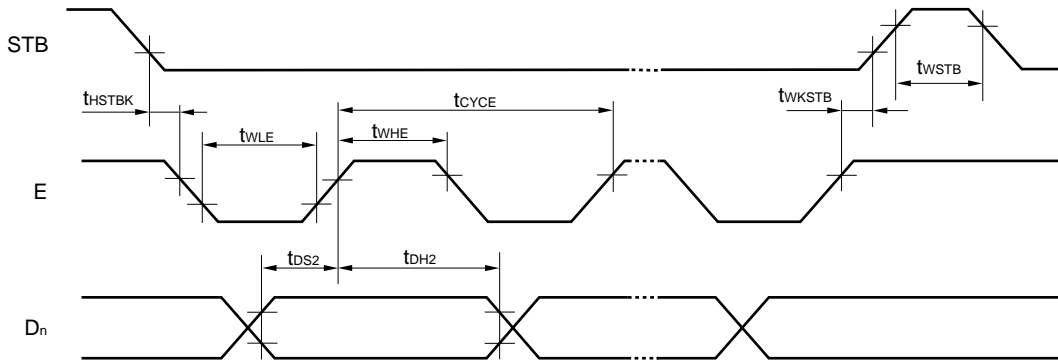 STB
tWSTB
tHSTBK
tCYCE
tWKSTB
tWLE
tWHE
E
tDS2
tDH2
Dn